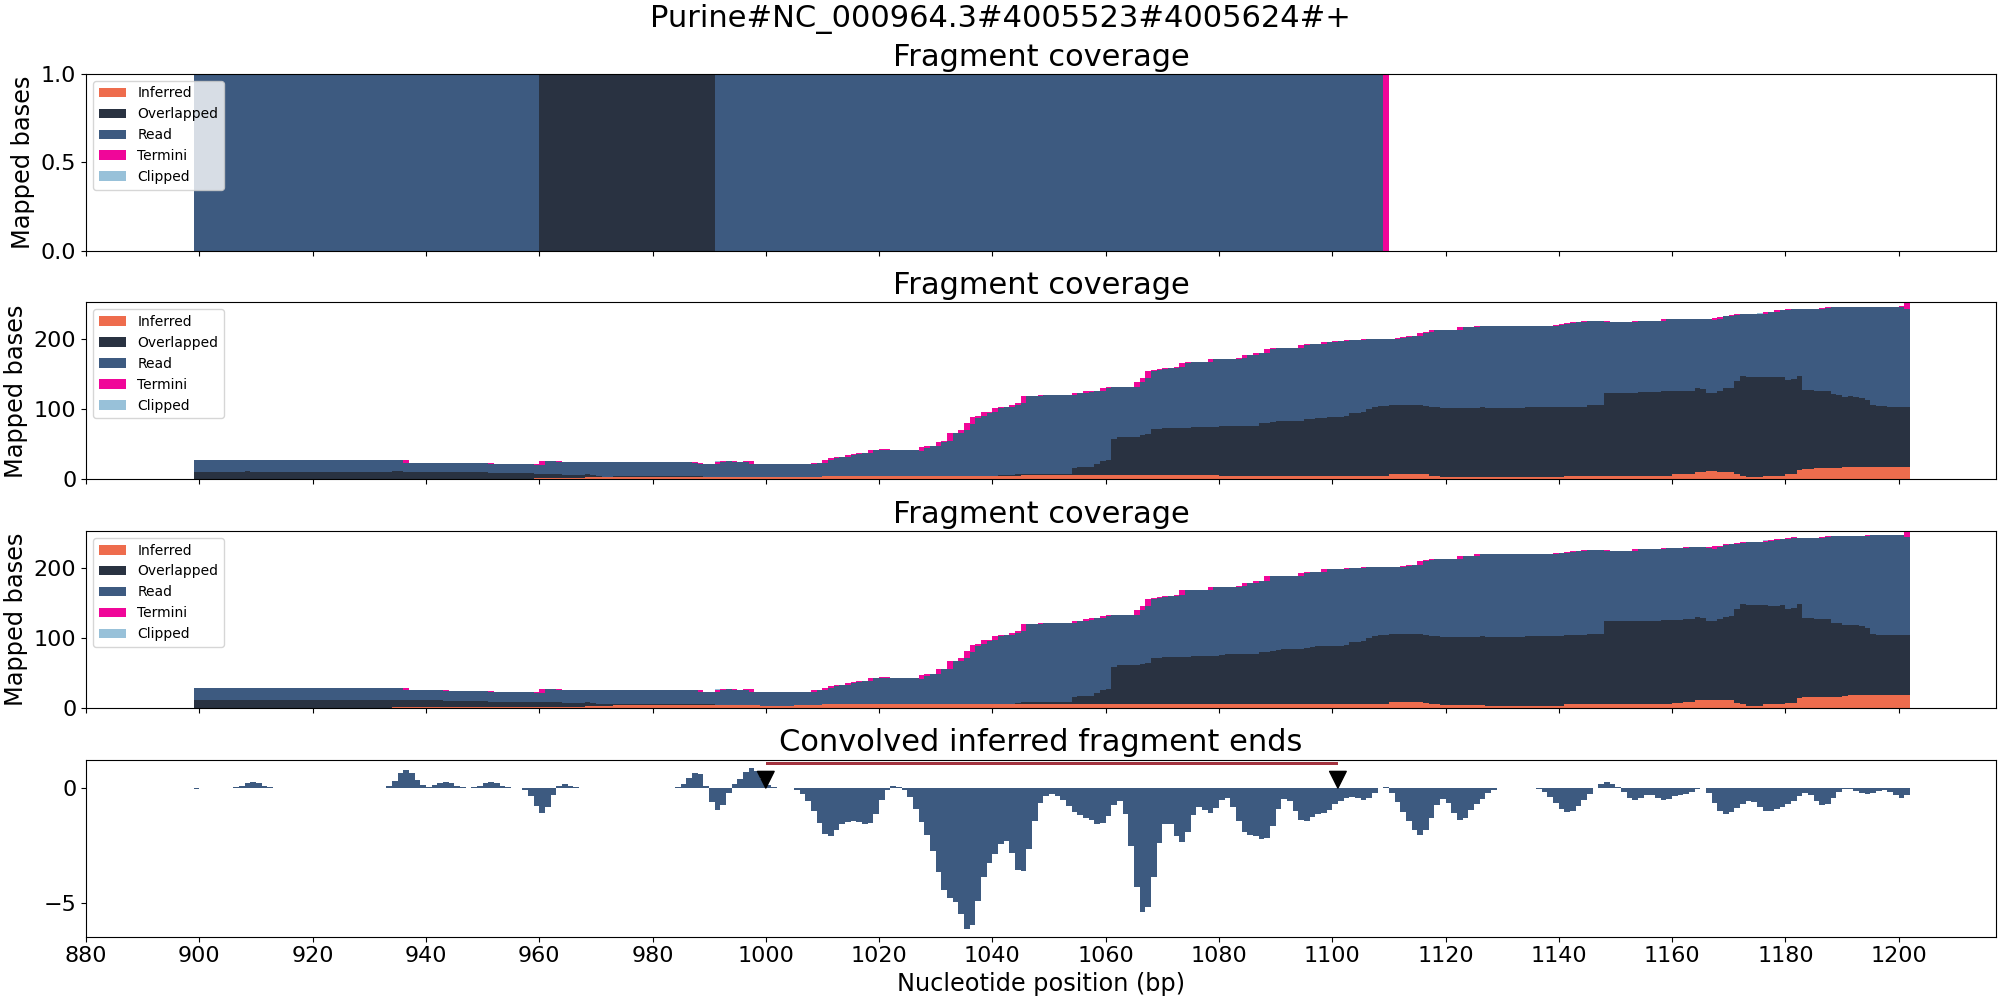 Purine#NC_000964.3#4005523#4005624#+
Fragment coverage
Mapped bases
1.0
0.5
0.0
Inferred
Overlapped
Read
Termini
Clipped
Fragment coverage
Mapped bases
200
100
0
Inferred
Overlapped
Read
Termini
Clipped
Fragment coverage
Mapped bases
200
100
0
Inferred
Overlapped
Read
Termini
Clipped
Convolved inferred fragment ends
0
−5
880 900 920 940 960 980 1000 1020 1040 1060 1080 1100 1120 1140 1160 1180 1200
Nucleotide position (bp)